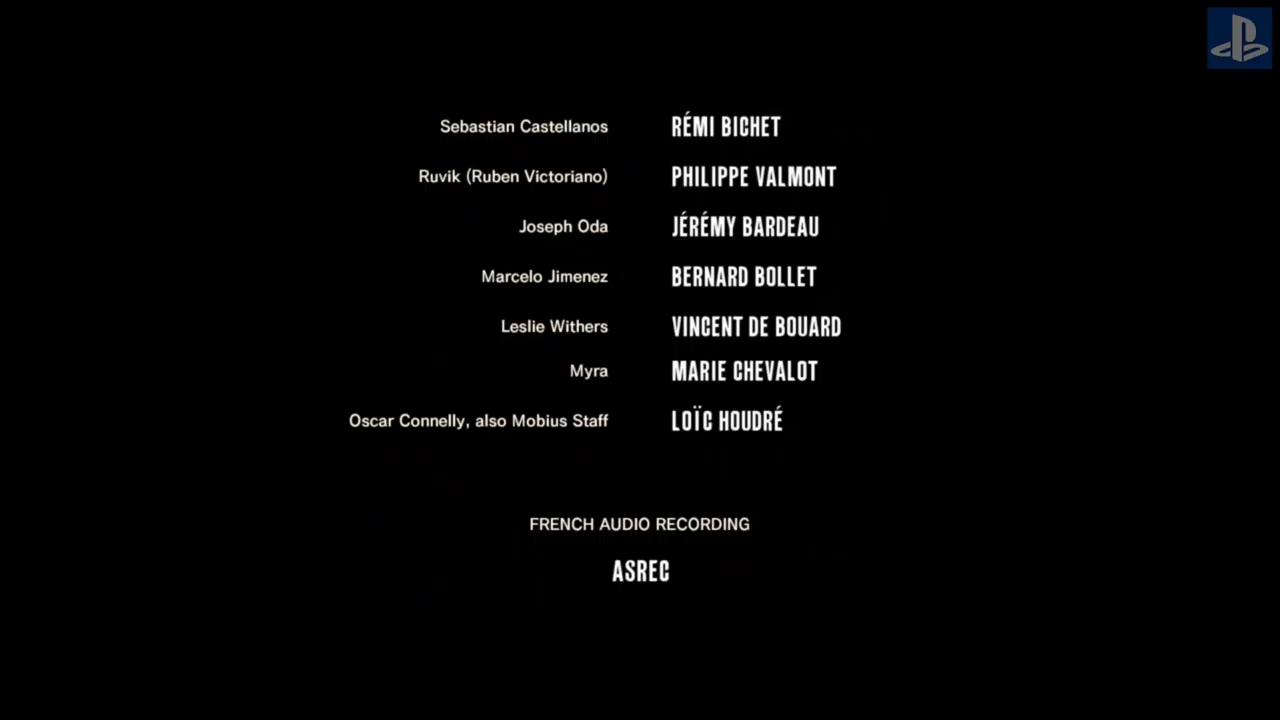 Sebastian Castellanos RÉMI BICHET
Ruvik (Ruben Victoriano) PHILIPPE VALMONT
Joseph Oda JÉRÉMY BARDEAU
Marcelo Jimenez BERNARD BOLLET
Leslie Withers VINCENT DE BOUARD
Myra MARIE CHEVALOT
Oscar Connelly, also Mobius Staff LOÏC HOUDRÉ
FRENCH AUDIO RECORDING
ASREC